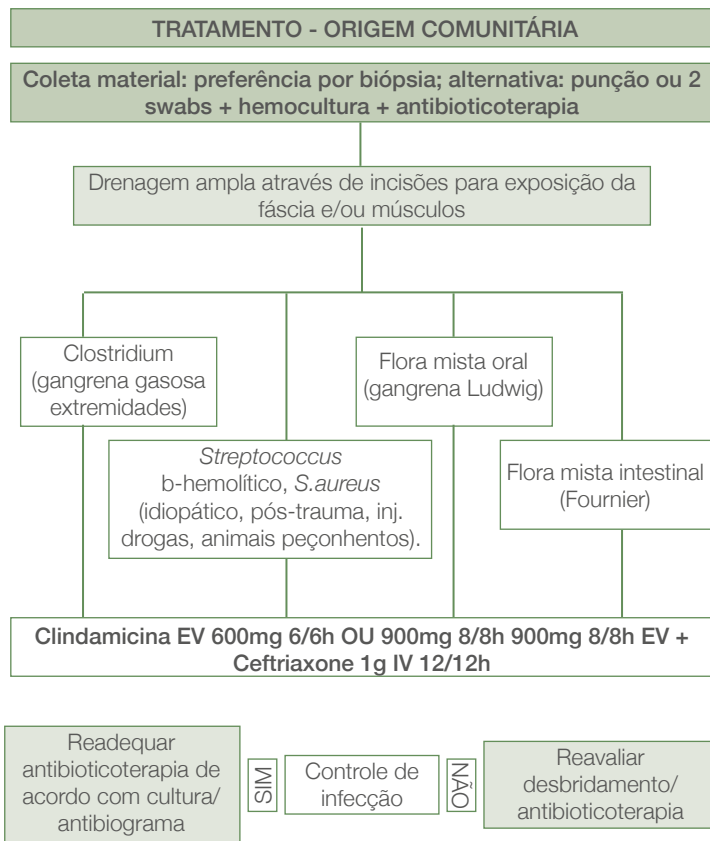 TRATAMENTO - ORIGEM COMUNITÁRIA
Coleta material: preferência por biópsia; alternativa: punção ou 2
swabs + hemocultura + antibioticoterapia
Drenagem ampla através de incisões para exposição da
fáscia e/ou músculos
Clostridium
(gangrena gasosa
extremidades)
Streptococcus
b-hemolítico, S.aureus
(idiopático, pós-trauma, inj.
drogas, animais peçonhentos).
Flora mista oral
(gangrena Ludwig)
Flora mista intestinal
(Fournier)
Clindamicina EV 600mg 6/6h OU 900mg 8/8h 900mg 8/8h EV +
Ceftriaxone 1g IV 12/12h
Readequar
antibioticoterapia de
acordo com cultura/
antibiograma
SIM
Controle de
infecção
NÃO
Reavaliar
desbridamento/
antibioticoterapia